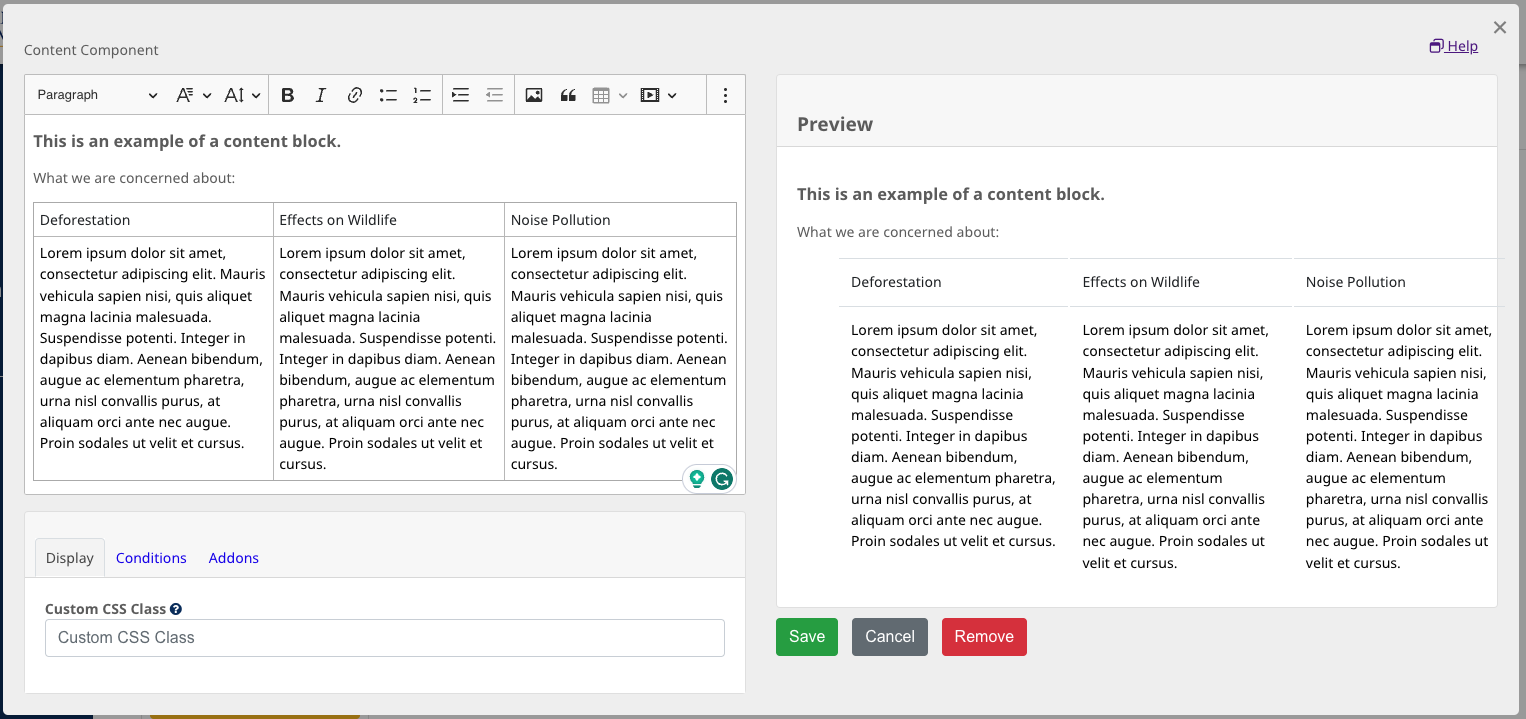 Help
Content Component
Paragraph
This is an example of a content block.
What we are concerned about:
Deforestation
Effects on Wildlife
Noise Pollution
Lorem ipsum dolor sit amet,
consectetur adipiscing elit. Mauris
vehicula sapien nisi, quis aliquet
magna lacinia malesuada.
Suspendisse potenti. Integer in
dapibus diam. Aenean bibendum,
augue ac elementum pharetra,
urna nisl convallis purus, at
aliquam orci ante nec augue.
Proin sodales ut velit et cursus.
Lorem ipsum dolor sit amet,
consectetur adipiscing elit.
Mauris vehicula sapien nisi, quis
aliquet magna lacinia
malesuada. Suspendisse potenti.
Integer in dapibus diam. Aenean
bibendum, augue ac elementum
pharetra, urna nisl convallis
purus, at aliquam orci ante nec
augue. Proin sodales ut velit et
cursus.
Lorem ipsum dolor sit amet,
consectetur adipiscing elit.
Mauris vehicula sapien nisi, quis
aliquet magna lacinia
malesuada. Suspendisse potenti.
Integer in dapibus diam. Aenean
bibendum, augue ac elementum
pharetra, urna nisl convallis
purus, at aliquam orci ante nec
augue. Proin sodales ut velit et
cursus.
Display
Conditions
Addons
Custom CSS Class
Custom CSS Class
Preview
This is an example of a content block.
What we are concerned about:
Deforestation
Effects on Wildlife
Noise Pollution
Lorem ipsum dolor sit amet,
consectetur adipiscing elit.
Mauris vehicula sapien nisi,
quis aliquet magna lacinia
malesuada. Suspendisse
potenti. Integer in dapibus
diam. Aenean bibendum,
augue ac elementum pharetra,
urna nisl convallis purus, at
aliquam orci ante nec augue.
Proin sodales ut velit et cursus.
Lorem ipsum dolor sit amet,
consectetur adipiscing elit.
Mauris vehicula sapien nisi,
quis aliquet magna lacinia
malesuada. Suspendisse
potenti. Integer in dapibus
diam. Aenean bibendum,
augue ac elementum
pharetra, urna nisl convallis
purus, at aliquam orci ante
nec augue. Proin sodales ut
velit et cursus.
Lorem ipsum dolor sit amet,
consectetur adipiscing elit.
Mauris vehicula sapien nisi,
quis aliquet magna lacinia
malesuada. Suspendisse
potenti. Integer in dapibus
diam. Aenean bibendum,
augue ac elementum
pharetra, urna nisl convallis
purus, at aliquam orci ante
nec augue. Proin sodales ut
velit et cursus.
Save
Cancel
Remove